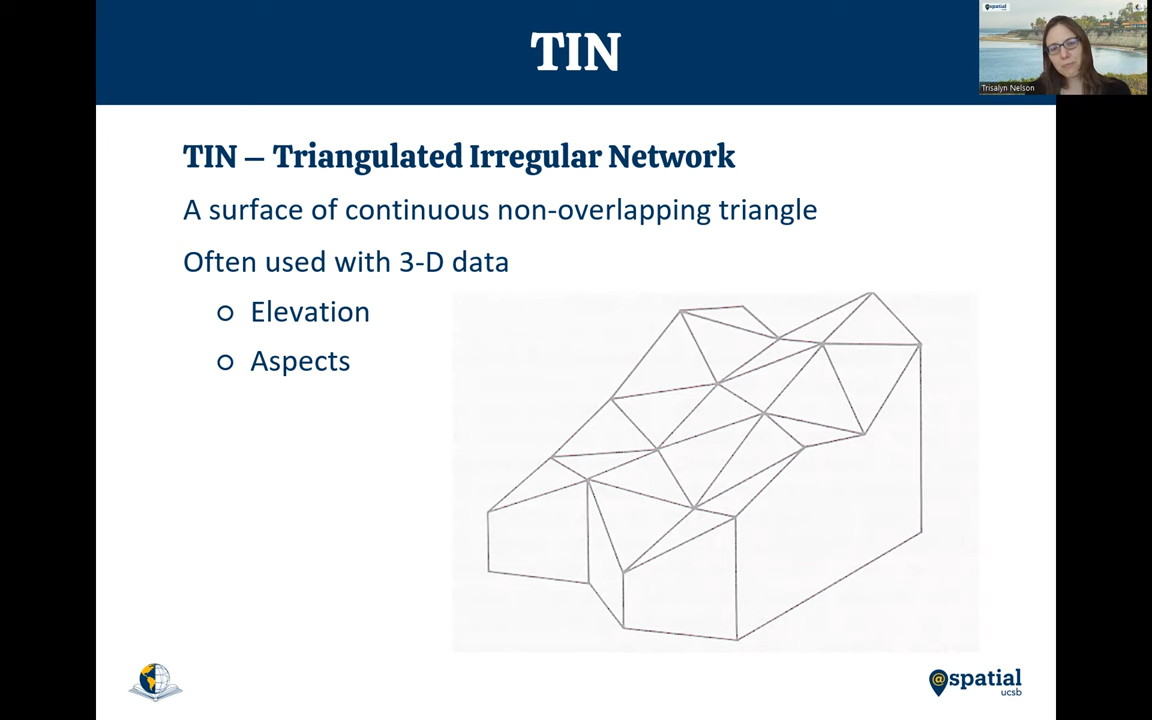 TIN
spatial
Trisalyn Nelson
TIN – Triangulated Irregular Network
A surface of continuous non-overlapping triangle
Often used with 3-D data
Elevation
Aspects
@spatial
ucsb